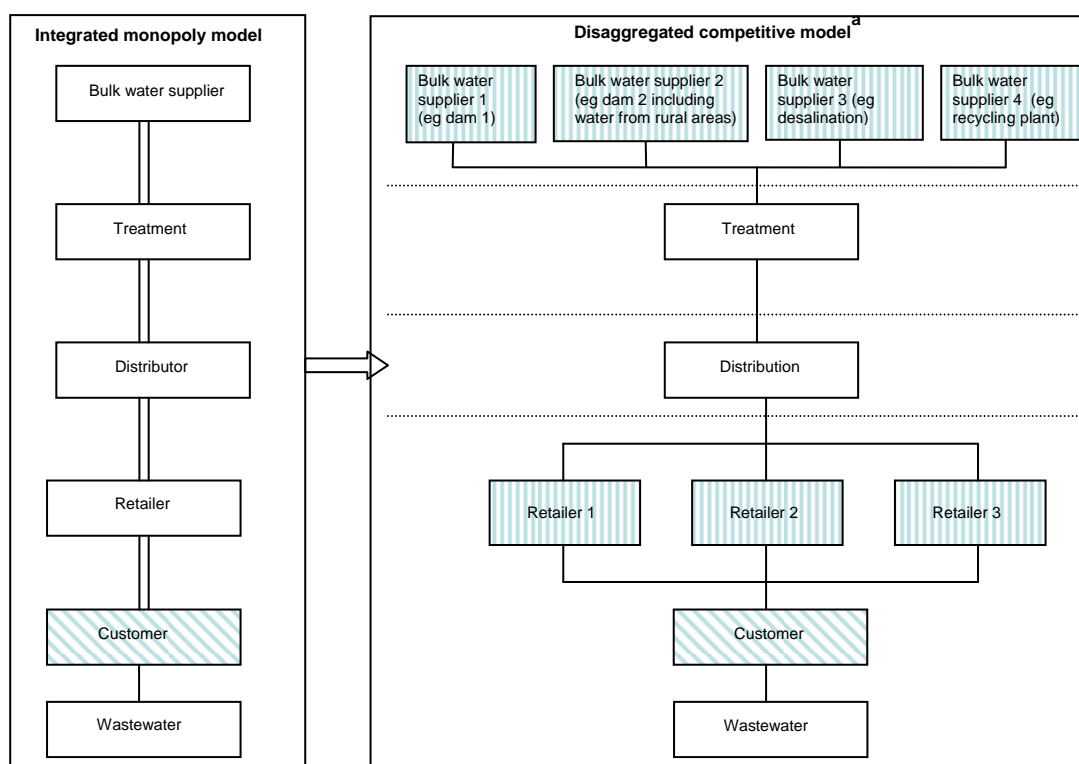 Integrated monopoly model
Bulk water supplier
Treatment
Distributor
Retailer
Customer
Wastewater
Disaggregated competitive model a
Bulk water
supplier 1
(eg dam 1)
Bulk water supplier 2
(eg dam 2 including
water from rural areas)
Bulk water
supplier 3 (eg
desalination)
Bulk water
supplier 4 (eg
recycling plant)
Treatment
Distribution
Retailer 1
Retailer 2
Retailer 3
Customer
Wastewater